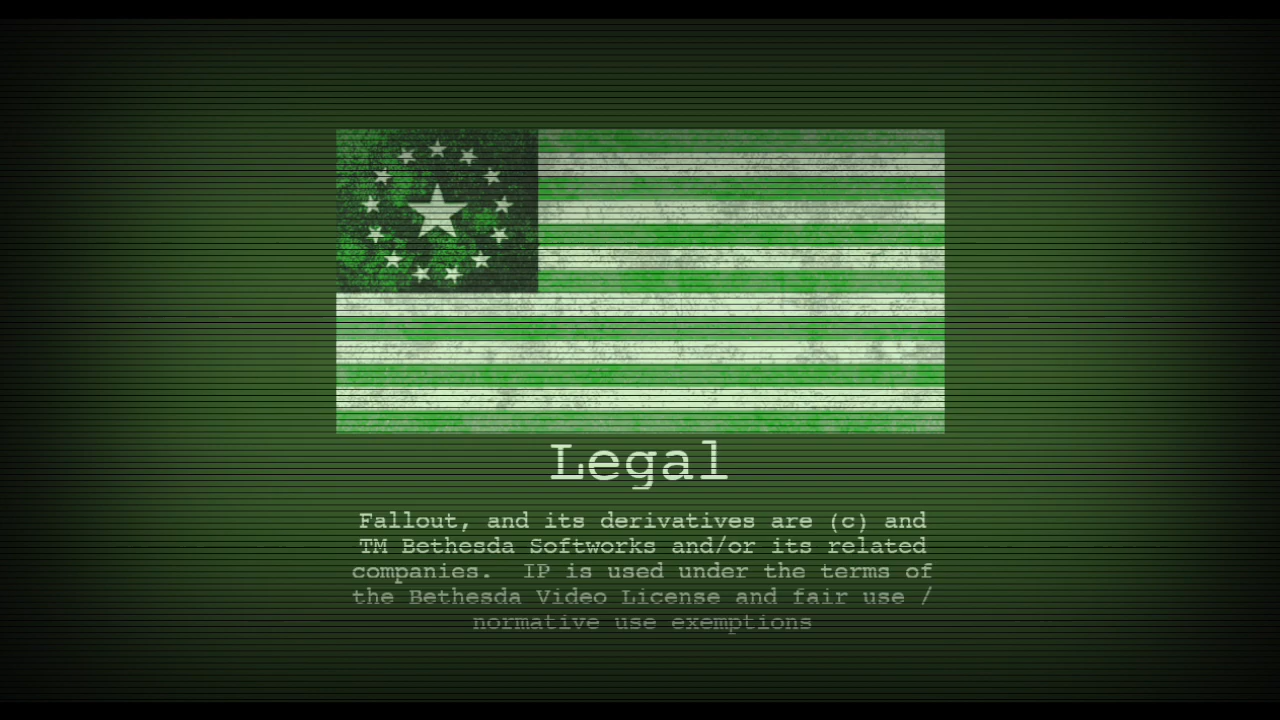 Legal
Fallout, and its derivatives are (c) and
TM Bethesda Softworks and/or its related
companies.  IP is used under the terms of
the Bethesda Video License and fair use /
normative use exemptions